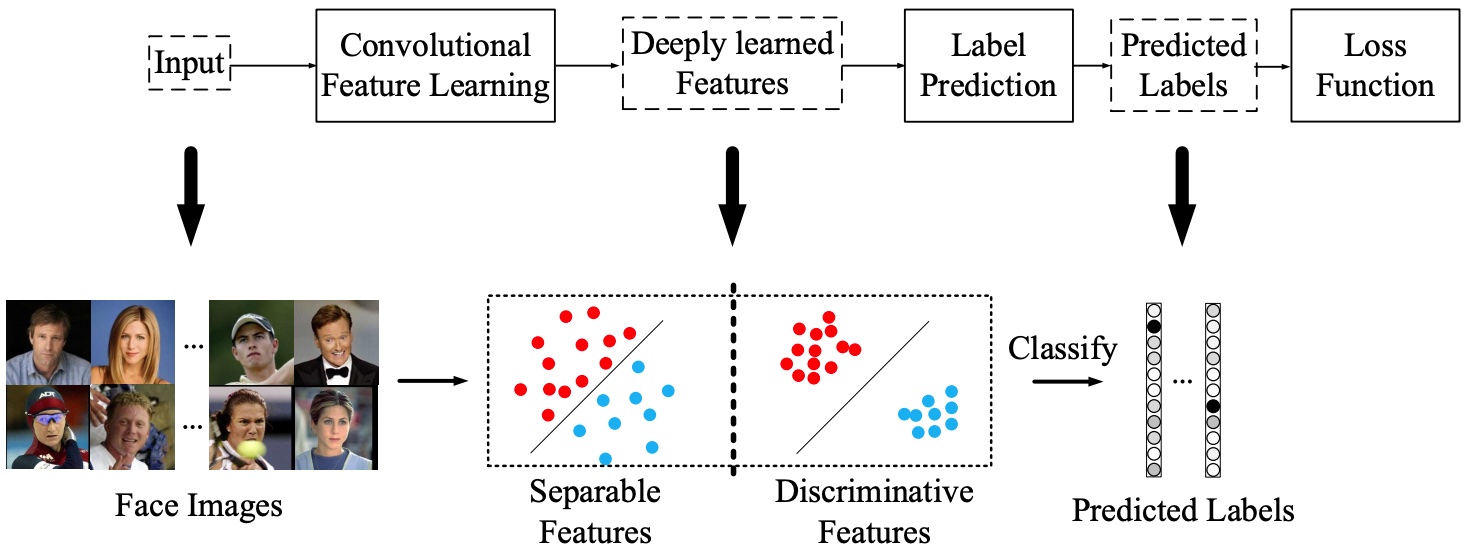 Input
Convolutional
Feature Learning
Deeply learned
Features
Label
Prediction
Predicted
Labels
Loss
Function
...
...
ADT
Classify
...
Face Images
Separable
Features
Discriminative
Features
Predicted Labels